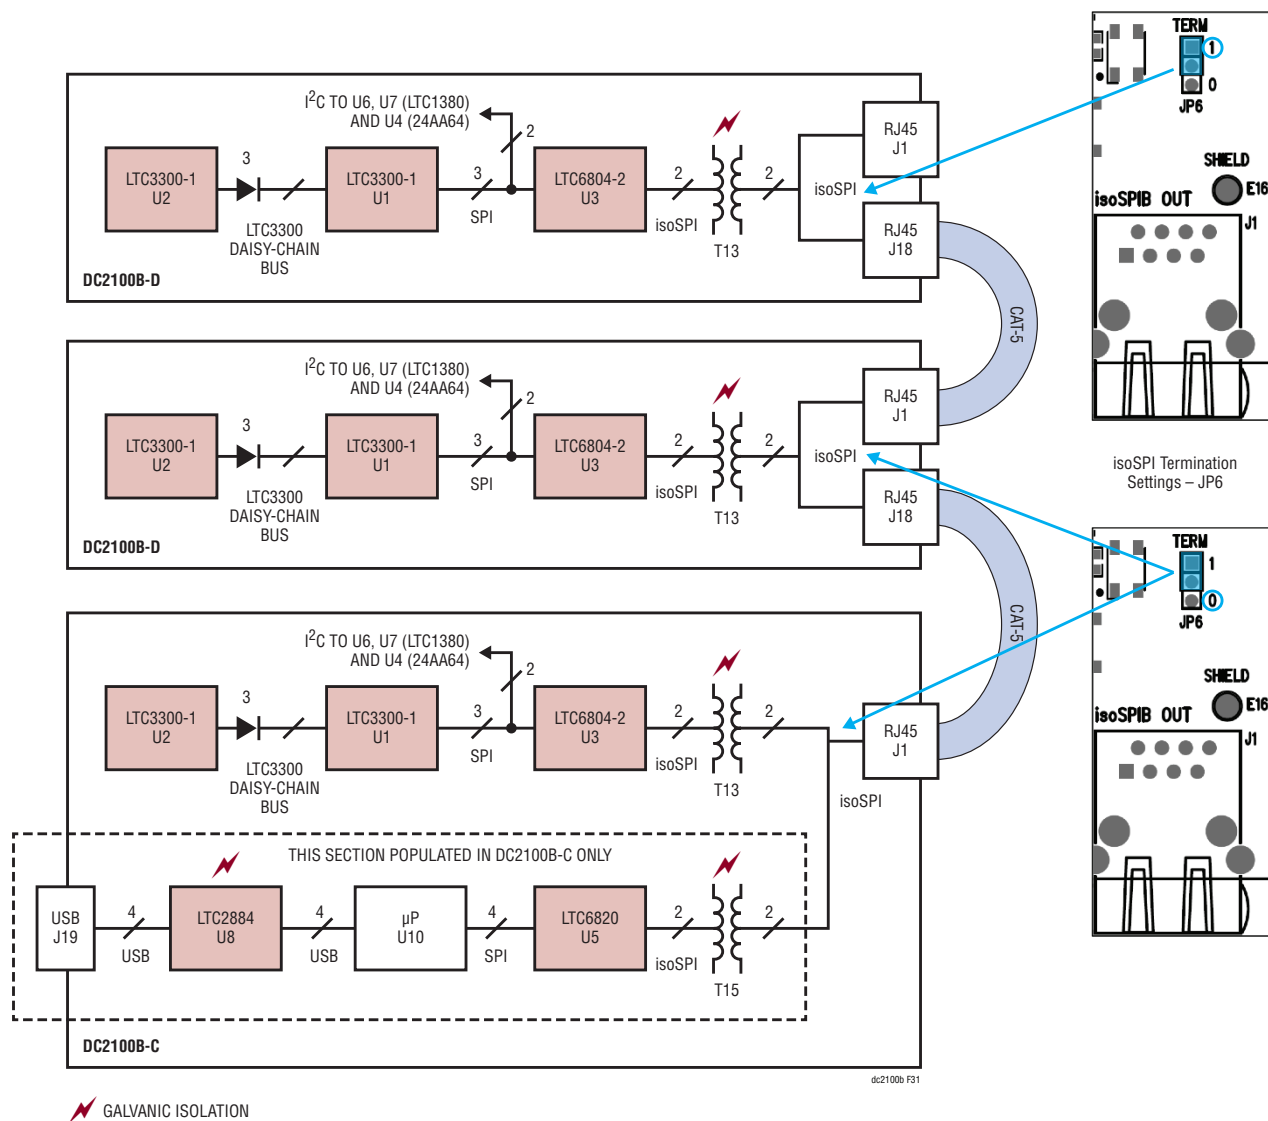 TERM
1
0
JP6
SHIELD
E16
isoSPIB OUT
J1
I2C TO U6, U7 (LTC1380)
AND U4 (24AA64)
2
LTC3300-1
U2
3
LTC3300
DAISY-CHAIN
BUS
LTC3300-1
U1
3
SPI
LTC6804-2
U3
2
isoSPI
T13
2
isoSPI
RJ45
J1
RJ45
J18
DC2100B-D
CAT-5
I2C TO U6, U7 (LTC1380)
AND U4 (24AA64)
2
LTC3300-1
U2
3
LTC3300
DAISY-CHAIN
BUS
LTC3300-1
U1
3
SPI
LTC6804-2
U3
2
isoSPI
T13
2
isoSPI
RJ45
J1
RJ45
J18
DC2100B-D
CAT-5
isoSPI Termination
Settings – JP6
TERM
1
0
JP6
SHIELD
E16
isoSPIB OUT
J1
I2C TO U6, U7 (LTC1380)
AND U4 (24AA64)
2
LTC3300-1
U2
3
LTC3300
DAISY-CHAIN
BUS
LTC3300-1
U1
3
SPI
LTC6804-2
U3
2
isoSPI
T13
2
RJ45
J1
isoSPI
THIS SECTION POPULATED IN DC2100B-C ONLY
USB
J19
4
USB
LTC2884
U8
4
USB
µP
U10
4
SPI
LTC6820
U5
2
isoSPI
T15
2
DC2100B-C
dc2100b F31
GALVANIC ISOLATION